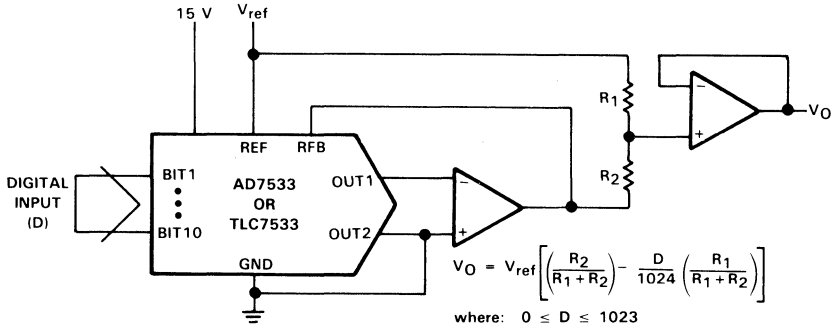 15 V
Vref
R1
R2
−
+
VO
REF
RFB
DIGITAL
INPUT
(D)
BIT1
BIT10
AD7533
OR
TLC7533
OUT1
OUT2
−
+
GND
VO = Vref [(R2 / (R1 + R2)) − D / 1024 (R1 / (R1 + R2))]
where: 0 ≤ D ≤ 1023